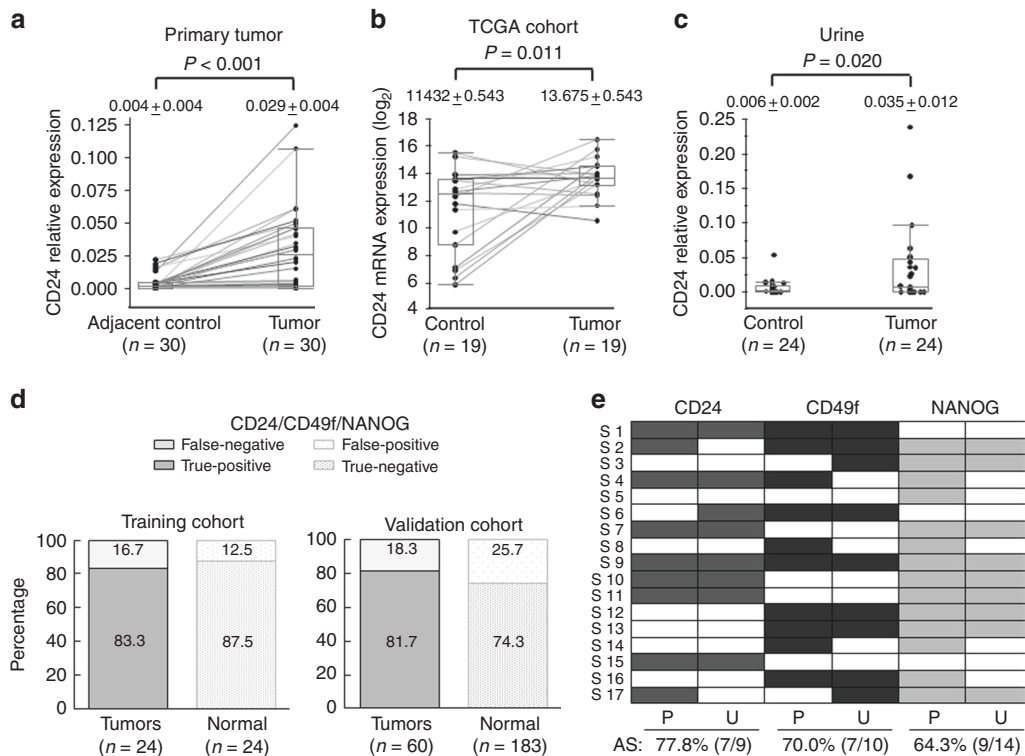 a
Primary tumor
P < 0.001
0.004 ± 0.004 0.029 ± 0.004
CD24 relative expression
0.125
0.100
0.075
0.050
0.025
0.000
Adjacent control Tumor
(n = 30) (n = 30)
b
TCGA cohort
P = 0.011
11432 ± 0.543 13.675 ± 0.543
CD24 mRNA expression (log2)
18
16
14
12
10
8
6
4
Control Tumor
(n = 19) (n = 19)
c
Urine
P = 0.020
0.006 ± 0.002 0.035 ± 0.012
CD24 relative expression
0.25
0.20
0.15
0.10
0.05
0.00
Control Tumor
(n = 24) (n = 24)
d
CD24/CD49f/NANOG
False-negative False-positive
True-positive True-negative
Training cohort
Percentage
100
80
60
40
20
0
16.7 12.5
83.3 87.5
Tumors Normal
(n = 24) (n = 24)
Validation cohort
100
80
60
40
20
0
18.3 25.7
81.7 74.3
Tumors Normal
(n = 60) (n = 183)
e
CD24 CD49f NANOG
S 1
S 2
S 3
S 4
S 5
S 6
S 7
S 8
S 9
S 10
S 11
S 12
S 13
S 14
S 15
S 16
S 17
P U P U P U
AS: 77.8% (7/9) 70.0% (7/10) 64.3% (9/14)